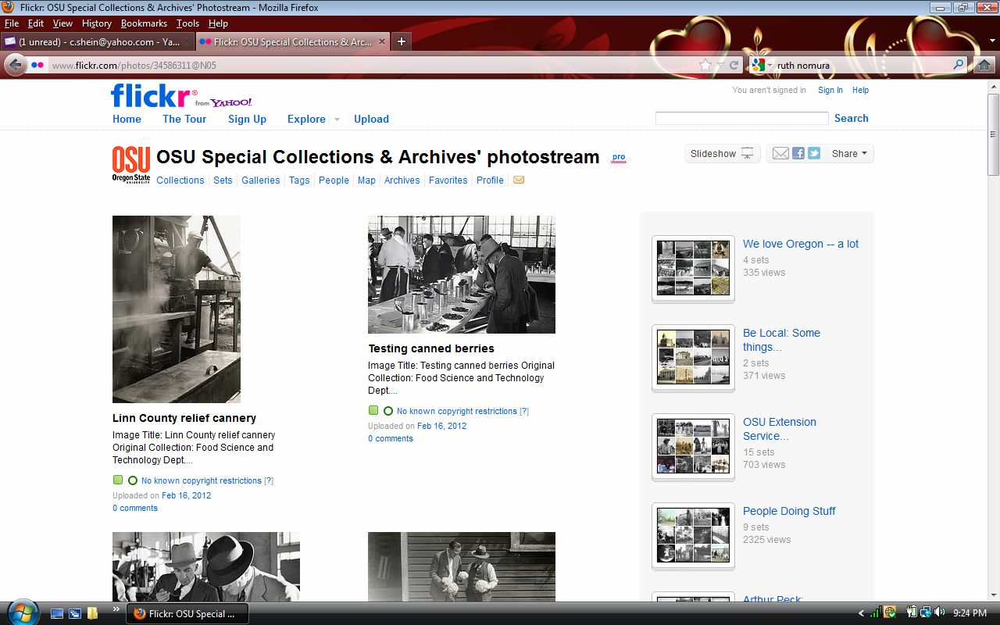 Flickr: OSU Special Collections & Archives' Photostream - Mozilla Firefox
File Edit View History Bookmarks Tools Help
(1 unread) - c.shein@yahoo.com - Ya...
Flickr: OSU Special Collections & Arc...
www.flickr.com/photos/34586311@N05
ruth nomura
flickr® from YAHOO!
You aren't signed in Sign In Help
Home The Tour Sign Up Explore Upload
Search
OSU
Oregon State
UNIVERSITY
OSU Special Collections & Archives' photostream pro
Slideshow
Share
Collections Sets Galleries Tags People Map Archives Favorites Profile
Linn County relief cannery
Image Title: Linn County relief cannery
Original Collection: Food Science and
Technology Dept....
No known copyright restrictions [?]
Uploaded on Feb 16, 2012
0 comments
Testing canned berries
Image Title: Testing canned berries Original
Collection: Food Science and Technology
Dept....
No known copyright restrictions [?]
Uploaded on Feb 16, 2012
0 comments
We love Oregon -- a lot
4 sets
335 views
Be Local: Some
things...
2 sets
371 views
OSU Extension
Service...
15 sets
703 views
People Doing Stuff
9 sets
2325 views
Arthur Peck:
Flickr: OSU Special ...
9:24 PM